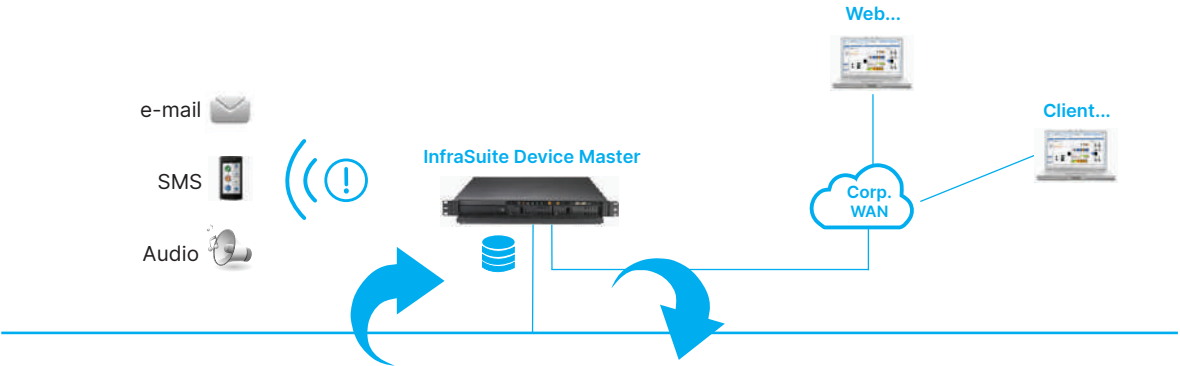 Web...
e-mail
Client...
InfraSuite Device Master
SMS
Corp.
WAN
Audio